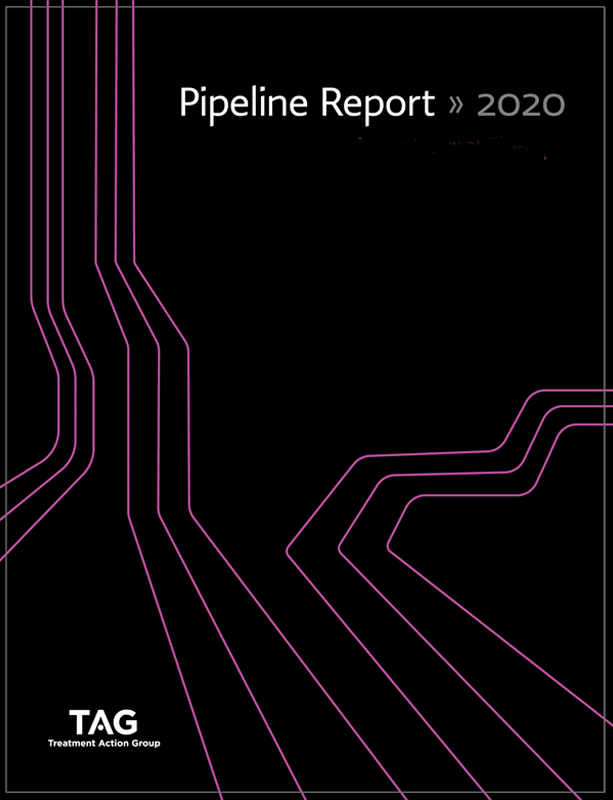 Pipeline Report » 2020
TAG
Treatment Action Group